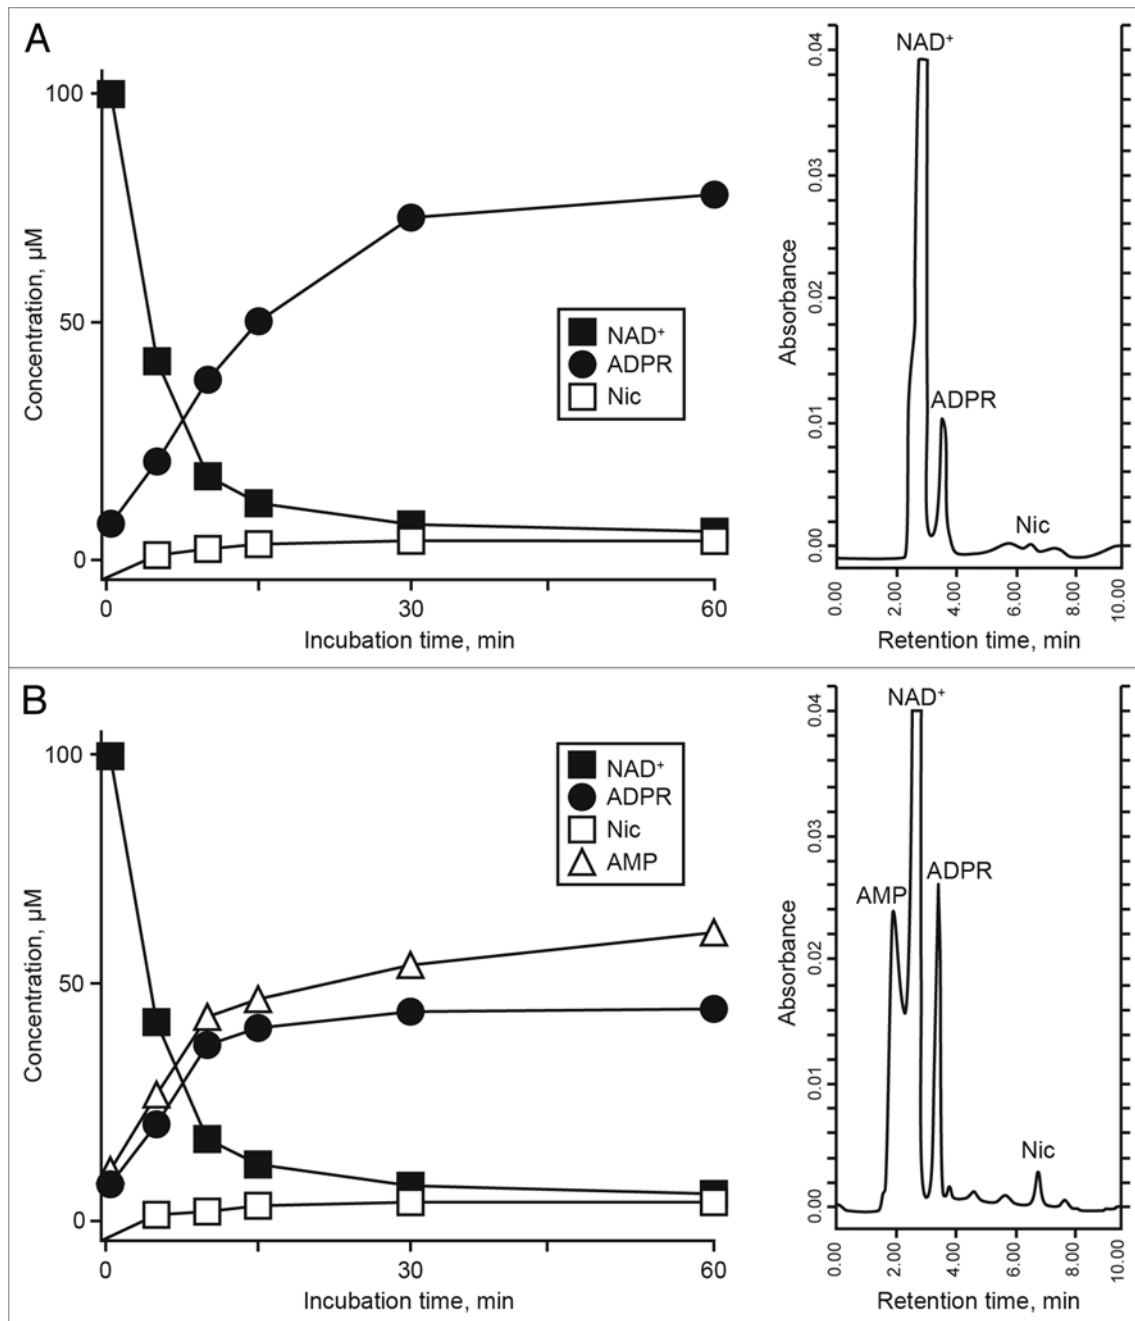 A
Concentration, µM
100
50
0
0
30
60
Incubation time, min
NAD⁺
ADPR
Nic
Absorbance
0.04
0.03
0.02
0.01
0.00
NAD⁺
ADPR
Nic
0.00
2.00
4.00
6.00
8.00
10.00
Retention time, min
B
Concentration, µM
100
50
0
0
30
60
Incubation time, min
NAD⁺
ADPR
Nic
AMP
Absorbance
0.04
0.03
0.02
0.01
0.00
NAD⁺
AMP
ADPR
Nic
0.00
2.00
4.00
6.00
8.00
10.00
Retention time, min